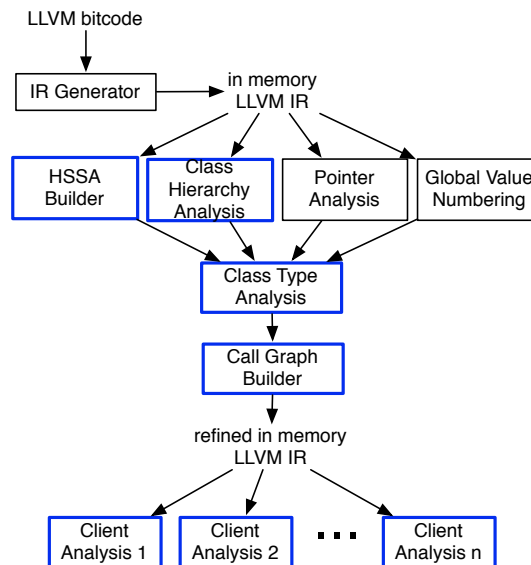 LLVM bitcode
IR Generator
in memory
LLVM IR
HSSA
Builder
Class
Hierarchy
Analysis
Pointer
Analysis
Global Value
Numbering
Class Type
Analysis
Call Graph
Builder
refined in memory
LLVM IR
Client
Analysis 1
Client
Analysis 2
Client
Analysis n